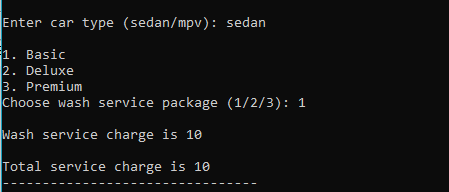 Enter car type (sedan/mpv): sedan
1. Basic
2. Deluxe
3. Premium
Choose wash service package (1/2/3): 1
Wash service charge is 10
Total service charge is 10
--------------------------------